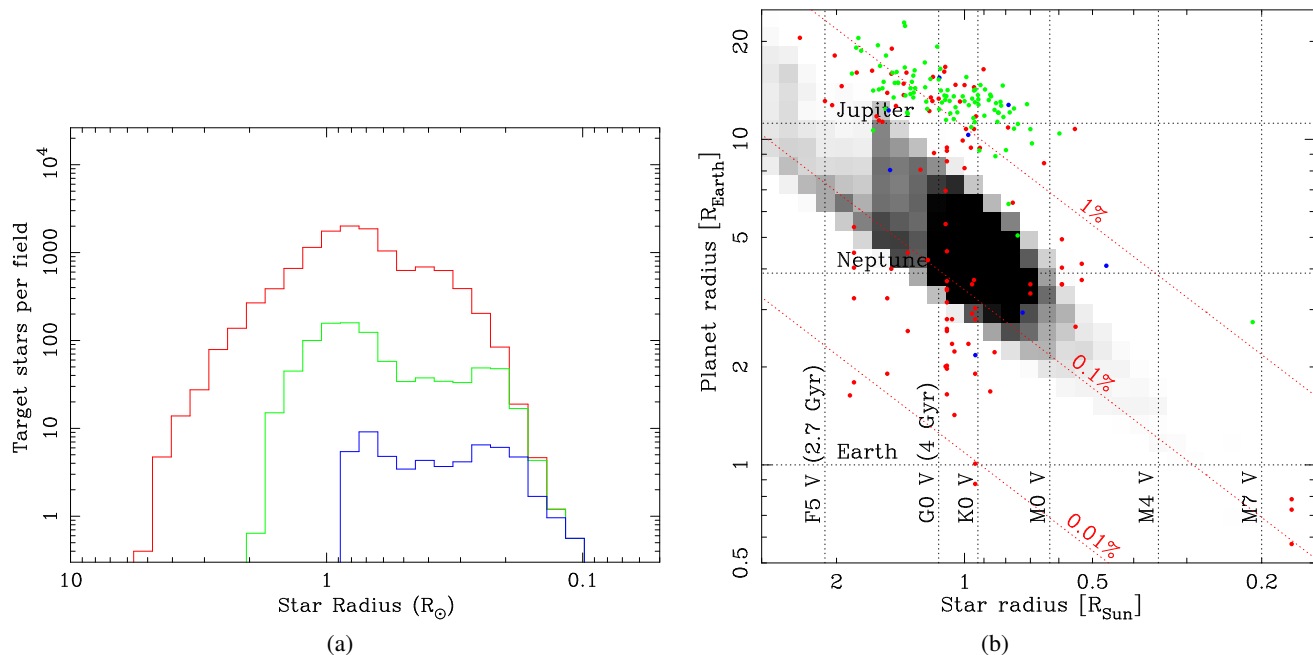 10⁴
1000
100
10
1
Target stars per field
10
1
0.1
Star Radius (R☉)
(a)
20
10
5
2
1
0.5
Planet radius [R_Earth]
Jupiter
Neptune
Earth
1%
0.1%
0.01%
F5 V (2.7 Gyr)
G0 V (4 Gyr)
K0 V
M0 V
M4 V
M7 V
2
1
0.5
0.2
Star radius [R_Sun]
(b)